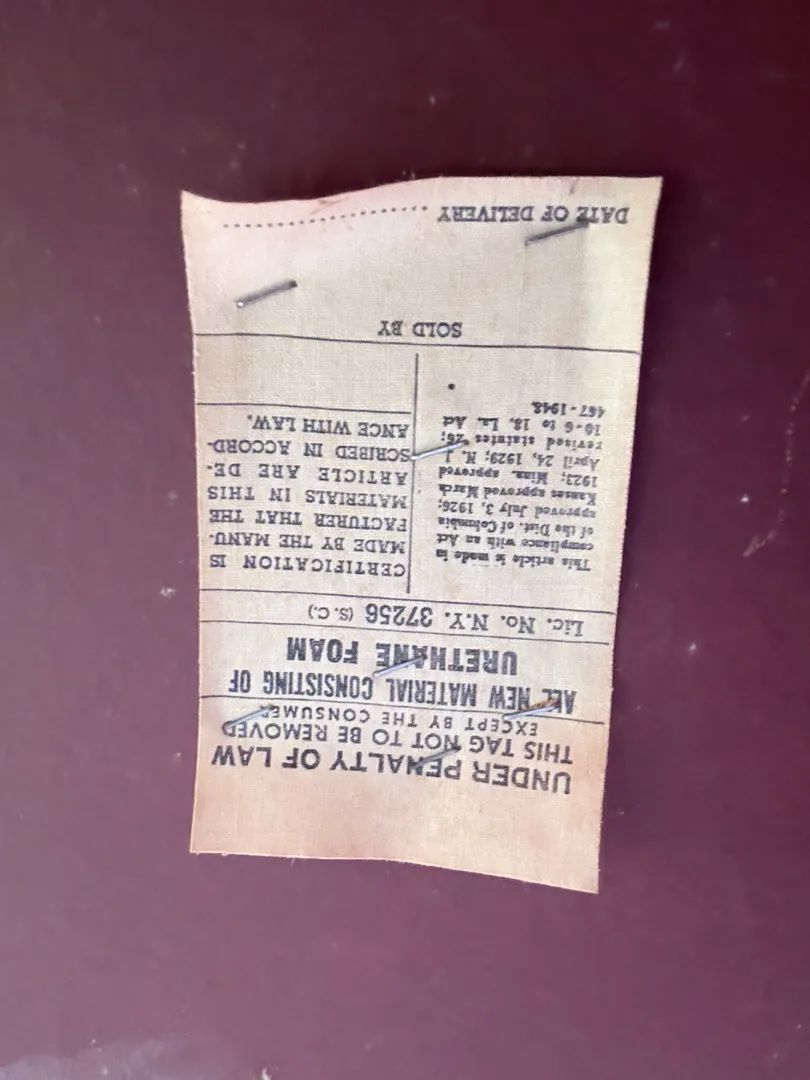 UNDER PENALTY OF LAW
THIS TAG NOT TO BE REMOVED
EXCEPT BY THE CONSUMER
ALL NEW MATERIAL CONSISTING OF
URETHANE FOAM
Lic. No. N.Y. 37256 (S.C.)
This article is made in
compliance with an Act
of the Dist. of Columbia
approved July 3, 1926;
Kansas approved March
1923; Minn. approved
April 24, 1929; N. J.
revised statutes 26;
10-6 to 18. La. Act
467-1948.
CERTIFICATION IS
MADE BY THE MANU-
FACTURER THAT THE
MATERIALS IN THIS
ARTICLE ARE DE-
SCRIBED IN ACCORD-
ANCE WITH LAW.
SOLD BY
DATE OF DELIVERY ....................